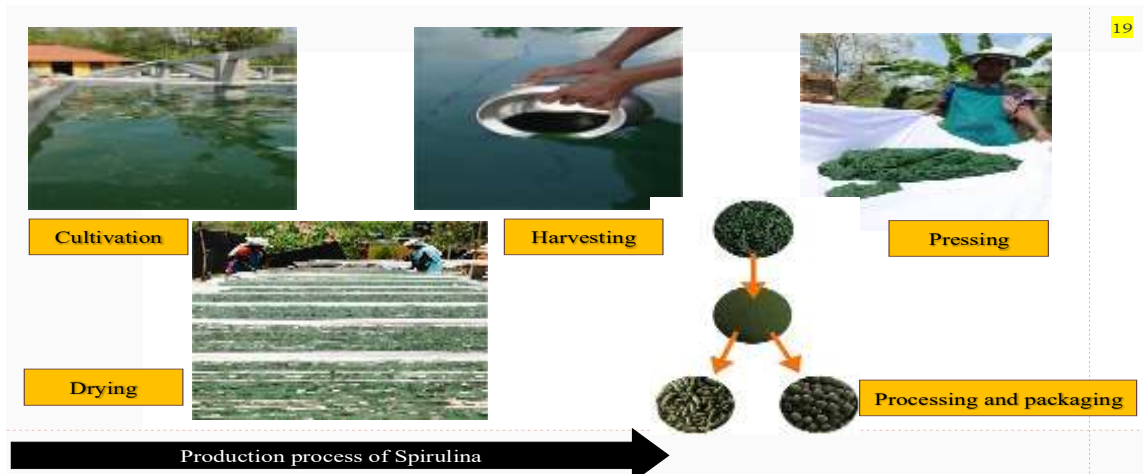 19
Cultivation
Harvesting
Pressing
Drying
Processing and packaging
Production process of Spirulina